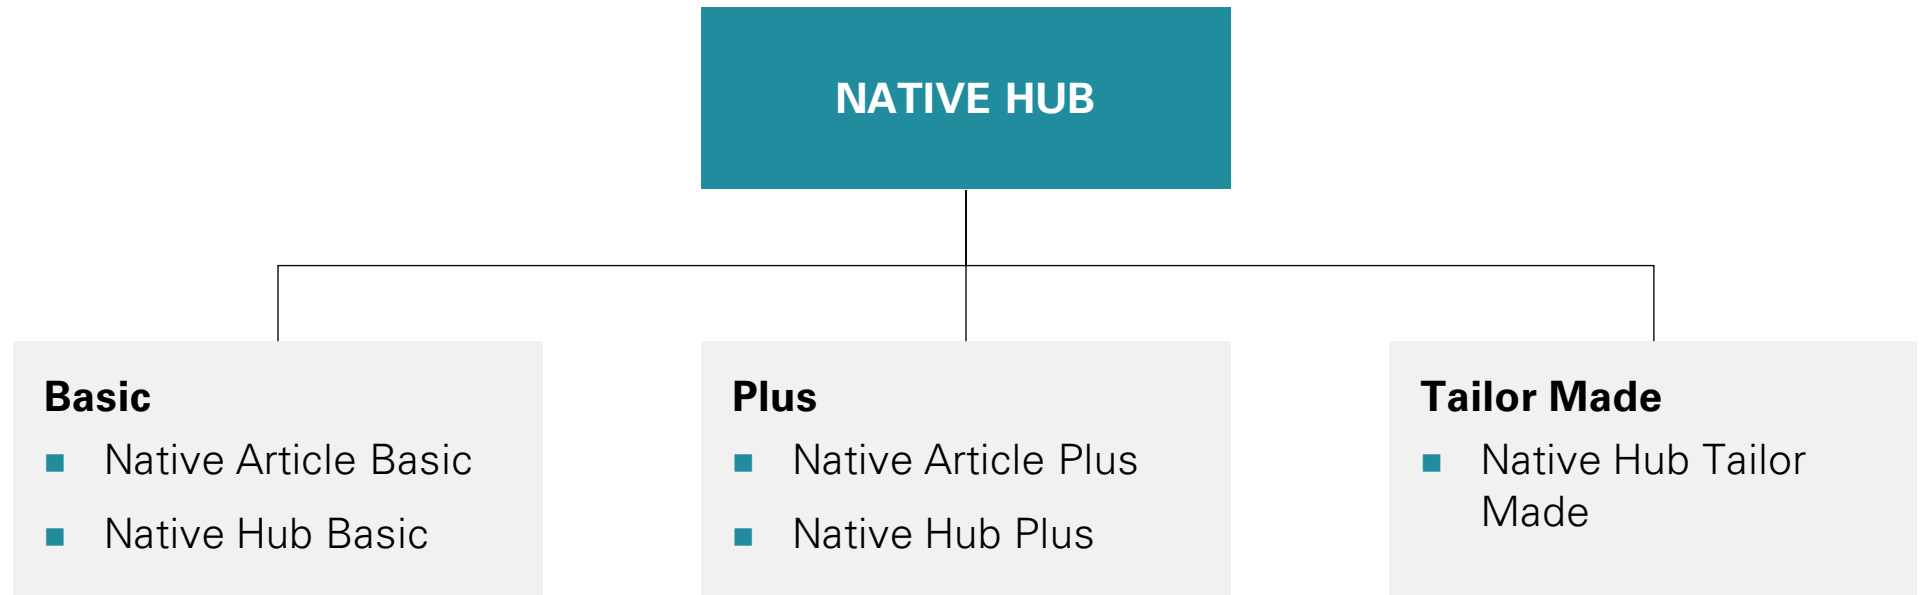 NATIVE HUB
Basic
Native Article Basic
Native Hub Basic
Plus
Native Article Plus
Native Hub Plus
Tailor Made
Native Hub Tailor
Made